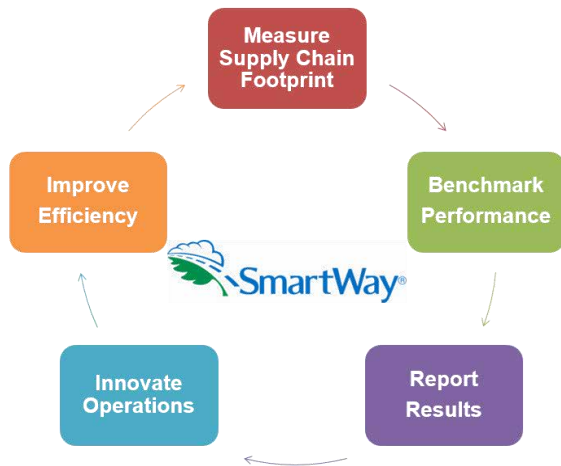 Measure
Supply Chain
Footprint
Improve
Efficiency
Benchmark
Performance
SmartWay®
Innovate
Operations
Report
Results